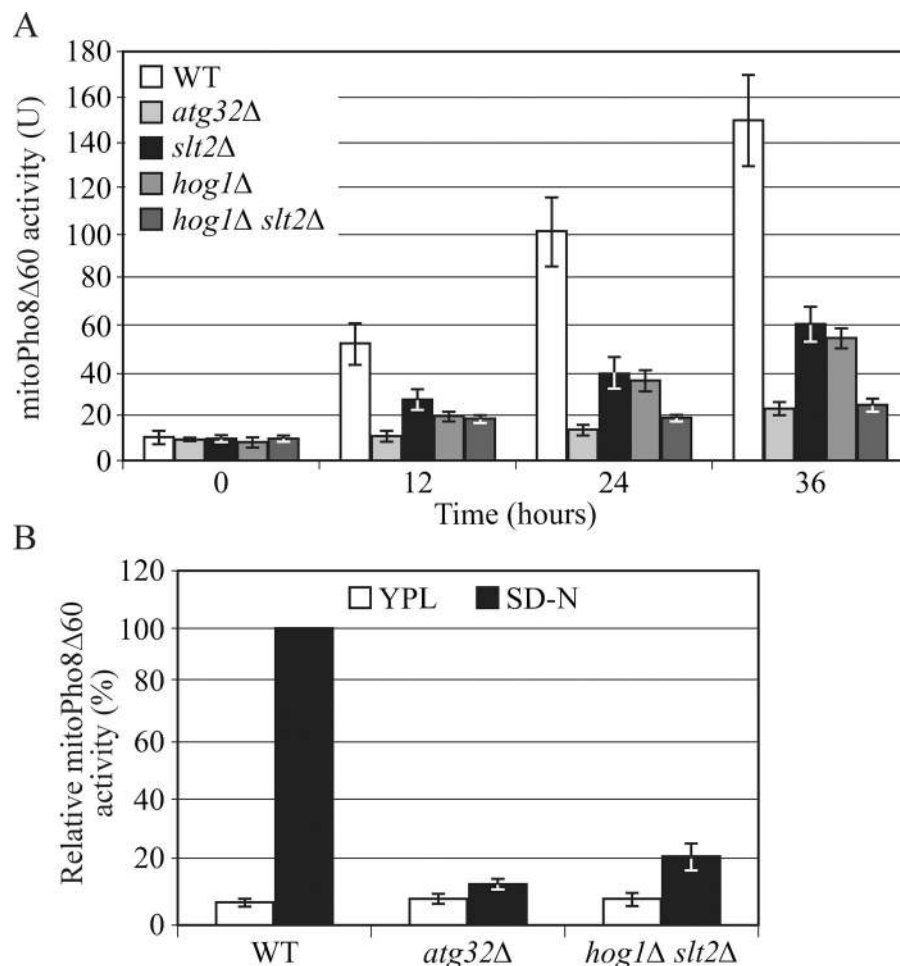 A
mitoPho8Δ60 activity (U)
180
160
140
120
100
80
60
40
20
0
WT
atg32Δ
slt2Δ
hog1Δ
hog1Δ slt2Δ
0 12 24 36
Time (hours)
B
Relative mitoPho8Δ60
activity (%)
120
100
80
60
40
20
0
YPL SD-N
WT atg32Δ hog1Δ slt2Δ